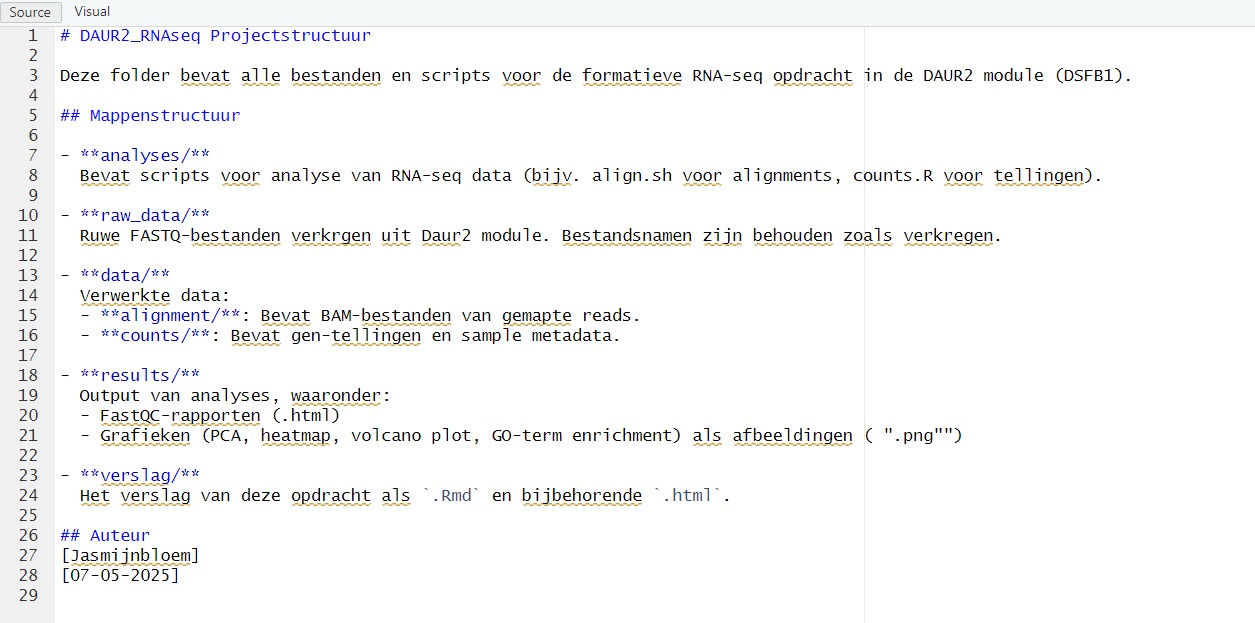 Source Visual
1 # DAUR2_RNAseq Projectstructuur
2
3 Deze folder bevat alle bestanden en scripts voor de formatieve RNA-seq opdracht in de DAUR2 module (DSFB1).
4
5 ## Mappenstructuur
6
7 - **analyses/**
8 Bevat scripts voor analyse van RNA-seq data (bijv. align.sh voor alignments, counts.R voor tellingen).
9
10 - **raw_data/**
11 Ruwe FASTQ-bestanden verkrgen uit Daur2 module. Bestandsnamen zijn behouden zoals verkregen.
12
13 - **data/**
14 Verwerkte data:
15 - **alignment/**: Bevat BAM-bestanden van gemapte reads.
16 - **counts/**: Bevat gen-tellingen en sample metadata.
17
18 - **results/**
19 Output van analyses, waaronder:
20 - FastQC-rapporten (.html)
21 - Grafieken (PCA, heatmap, volcano plot, GO-term enrichment) als afbeeldingen ( ".png"")
22
23 - **verslag/**
24 Het verslag van deze opdracht als `.Rmd` en bijbehorende `.html`.
25
26 ## Auteur
27 [Jasmijnbloem]
28 [07-05-2025]
29